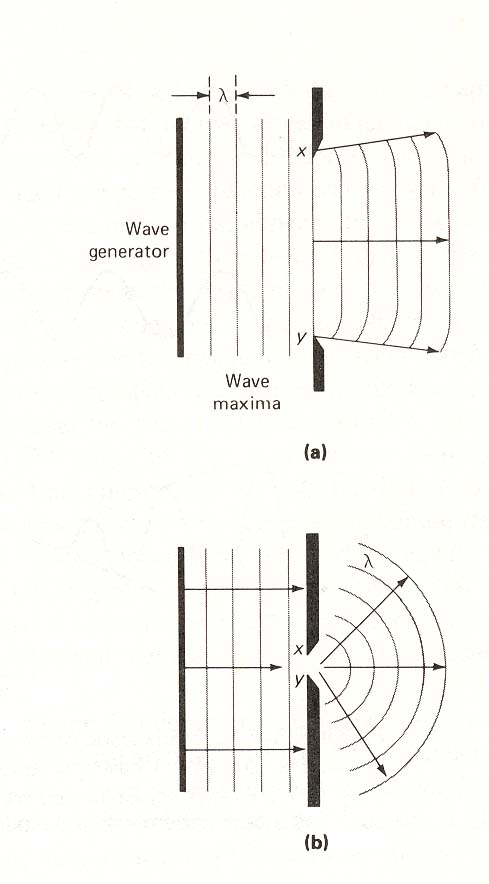 λ
x
Wave
generator
y
Wave
maxima
(a)
λ
x
y
(b)